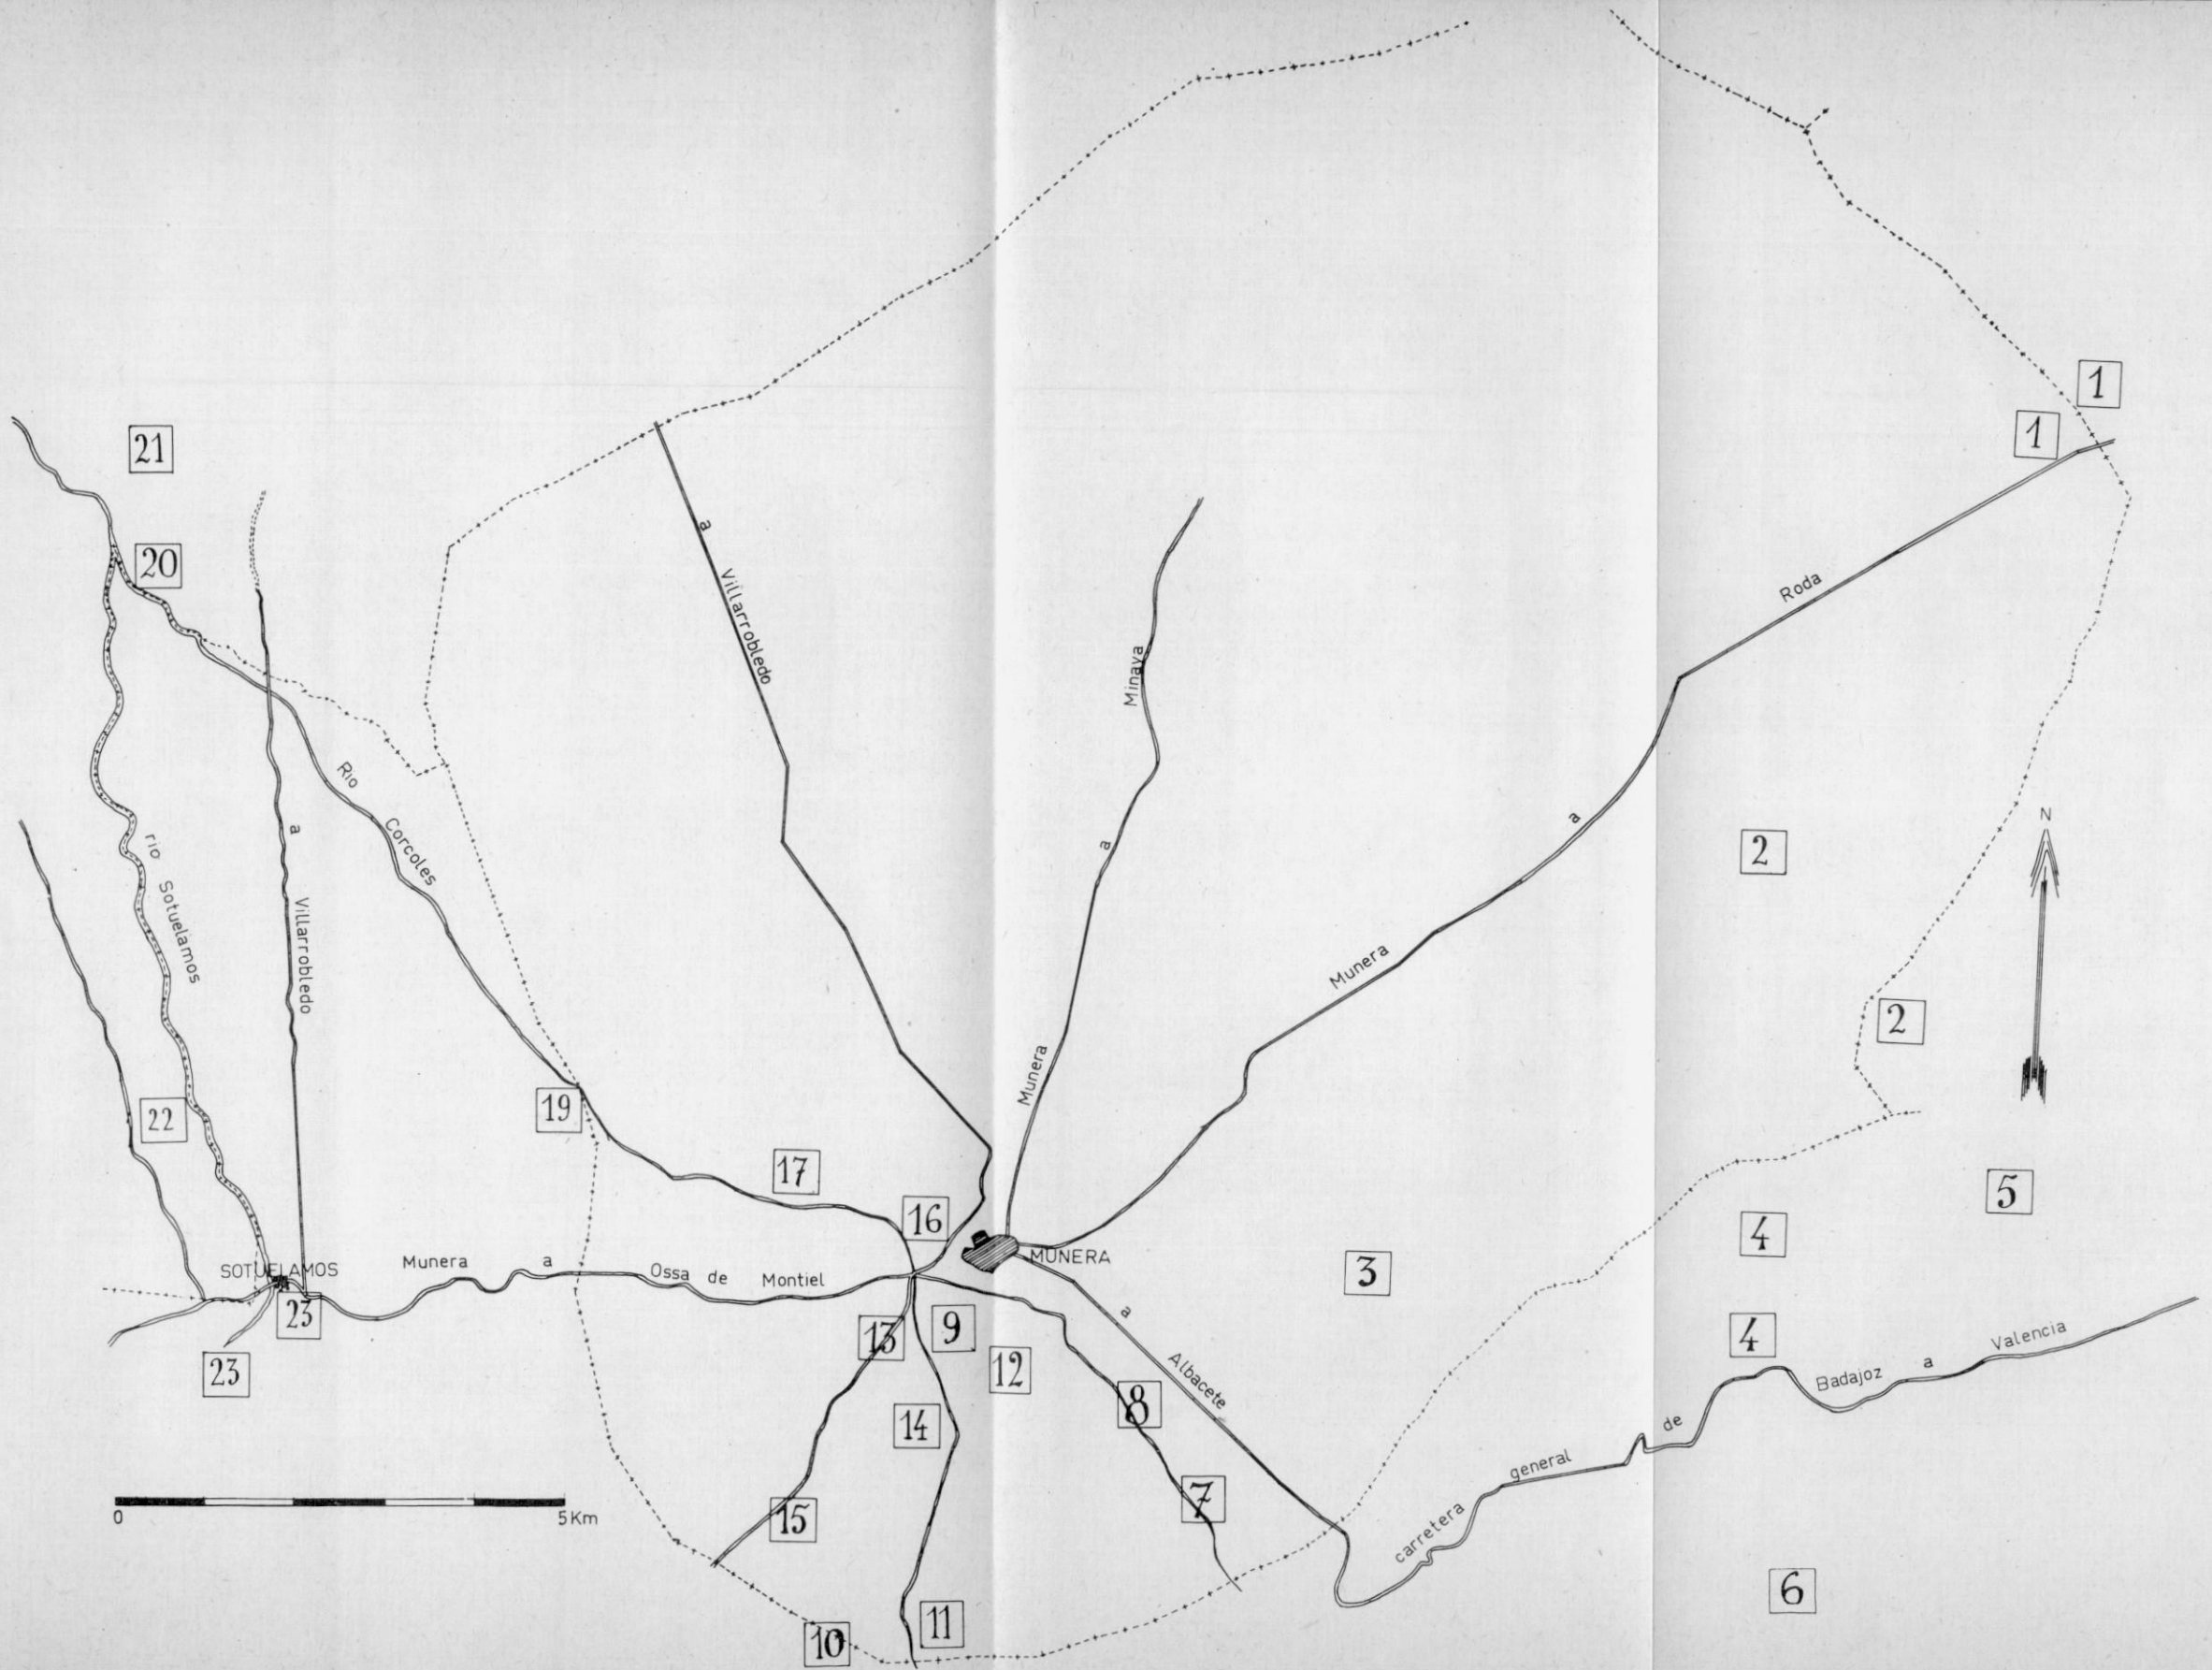 1
1
21
a
20
Villarrobledo
Roda
Minaya
Rio
Corcoles
a
Villarrobledo
rio
Sotuelamos
a
a
N
2
Munera
2
Munera
22
19
17
16
5
4
MUNERA
3
SOTUELAMOS
Munera a Ossa de Montiel
23
13
9
12
a
Albacete
4
Badajoz a Valencia
23
8
14
de
general
carretera
7
15
0
5Km
6
11
10